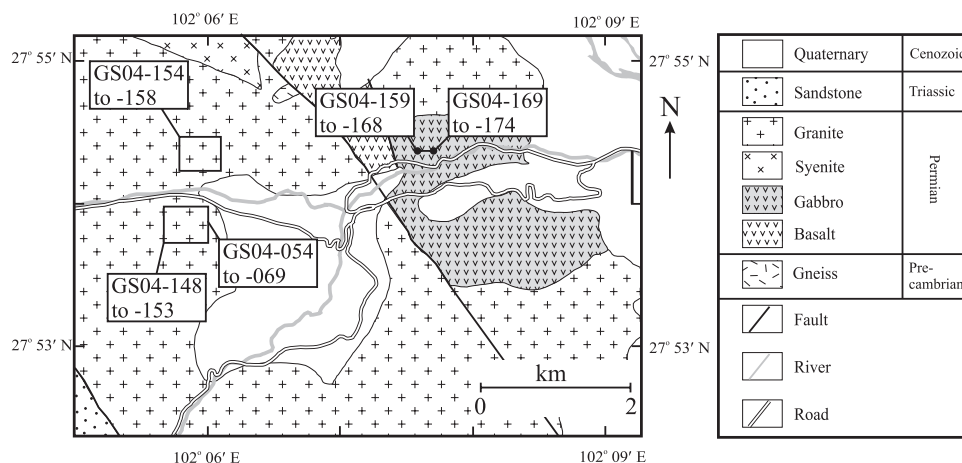 102° 06′ E
102° 09′ E
27° 55′ N
27° 55′ N
GS04-154
to -158
GS04-159
to -168
GS04-169
to -174
N
GS04-054
to -069
GS04-148
to -153
27° 53′ N
27° 53′ N
km
0
2
102° 06′ E
102° 09′ E
Quaternary
Cenozoic
Sandstone
Triassic
Granite
Syenite
Gabbro
Basalt
Permian
Gneiss
Pre-
cambrian
Fault
River
Road